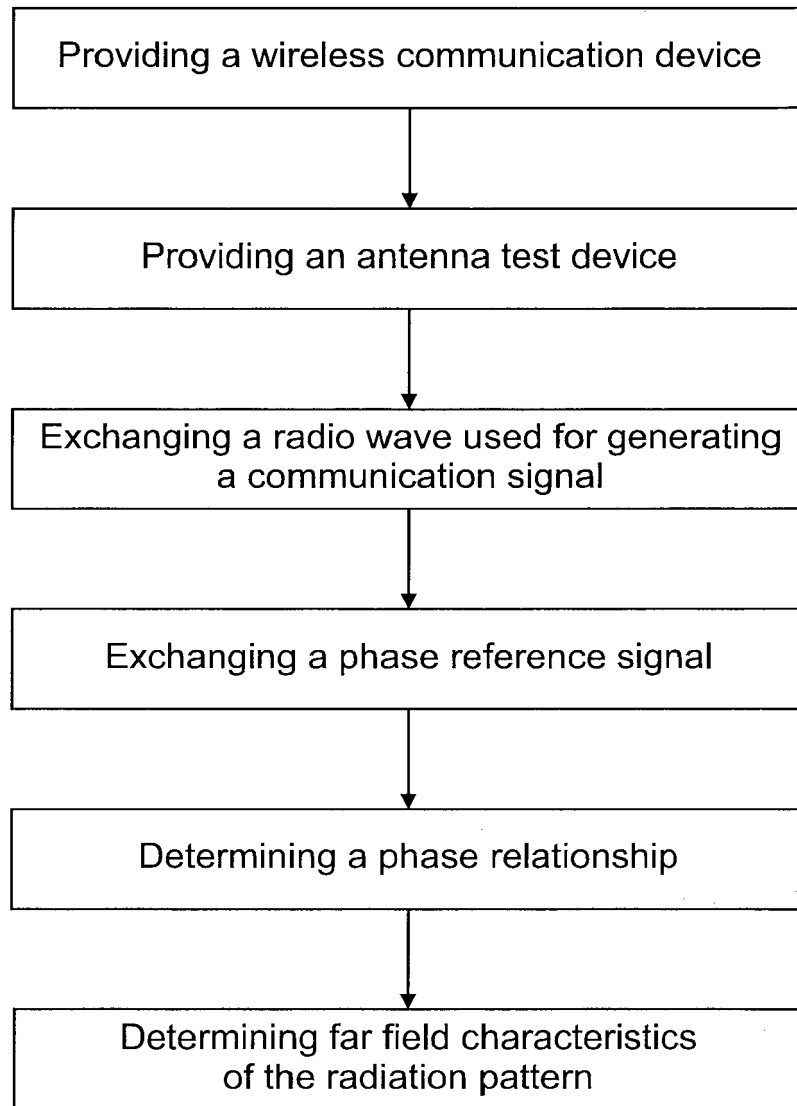 Providing a wireless communication device
Providing an antenna test device
Exchanging a radio wave used for generating
a communication signal
Exchanging a phase reference signal
Determining a phase relationship
Determining far field characteristics
of the radiation pattern